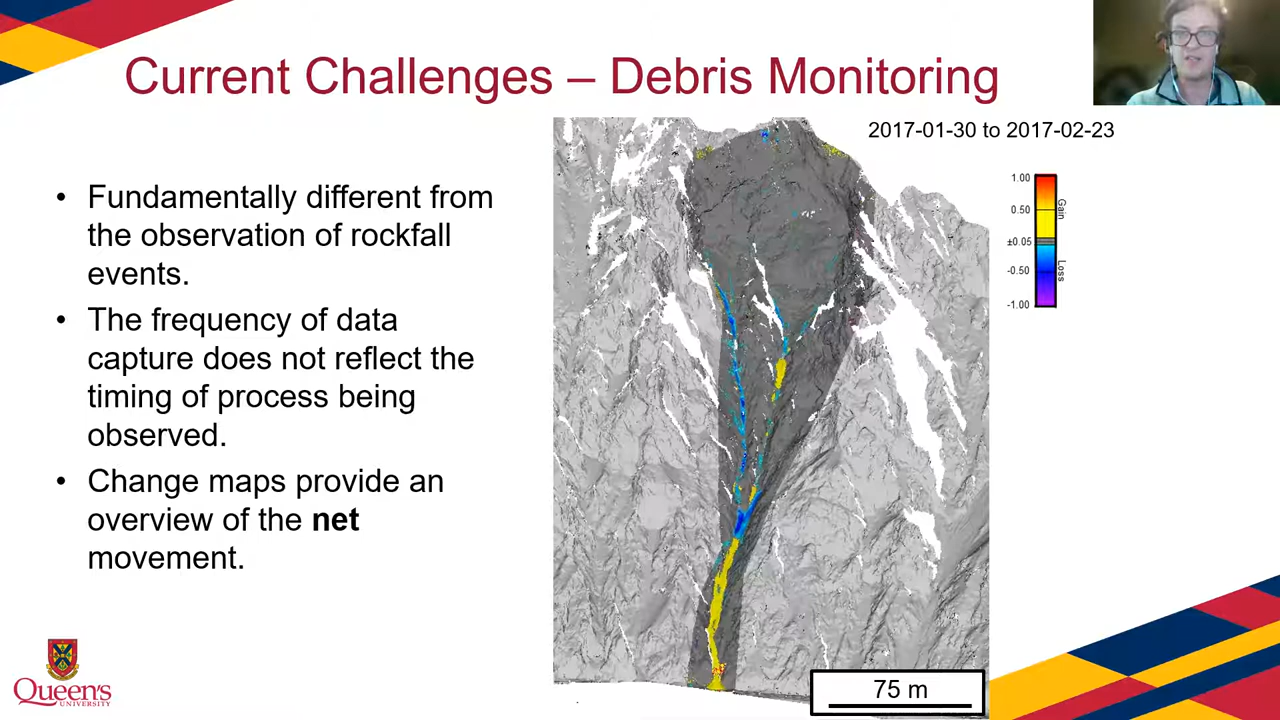 Current Challenges – Debris Monitoring
2017-01-30 to 2017-02-23
• Fundamentally different from
the observation of rockfall
events.
• The frequency of data
capture does not reflect the
timing of process being
observed.
• Change maps provide an
overview of the net
movement.
1.00
0.50
±0.05
-0.50
-1.00
Gain
Loss
75 m
Queen's
UNIVERSITY